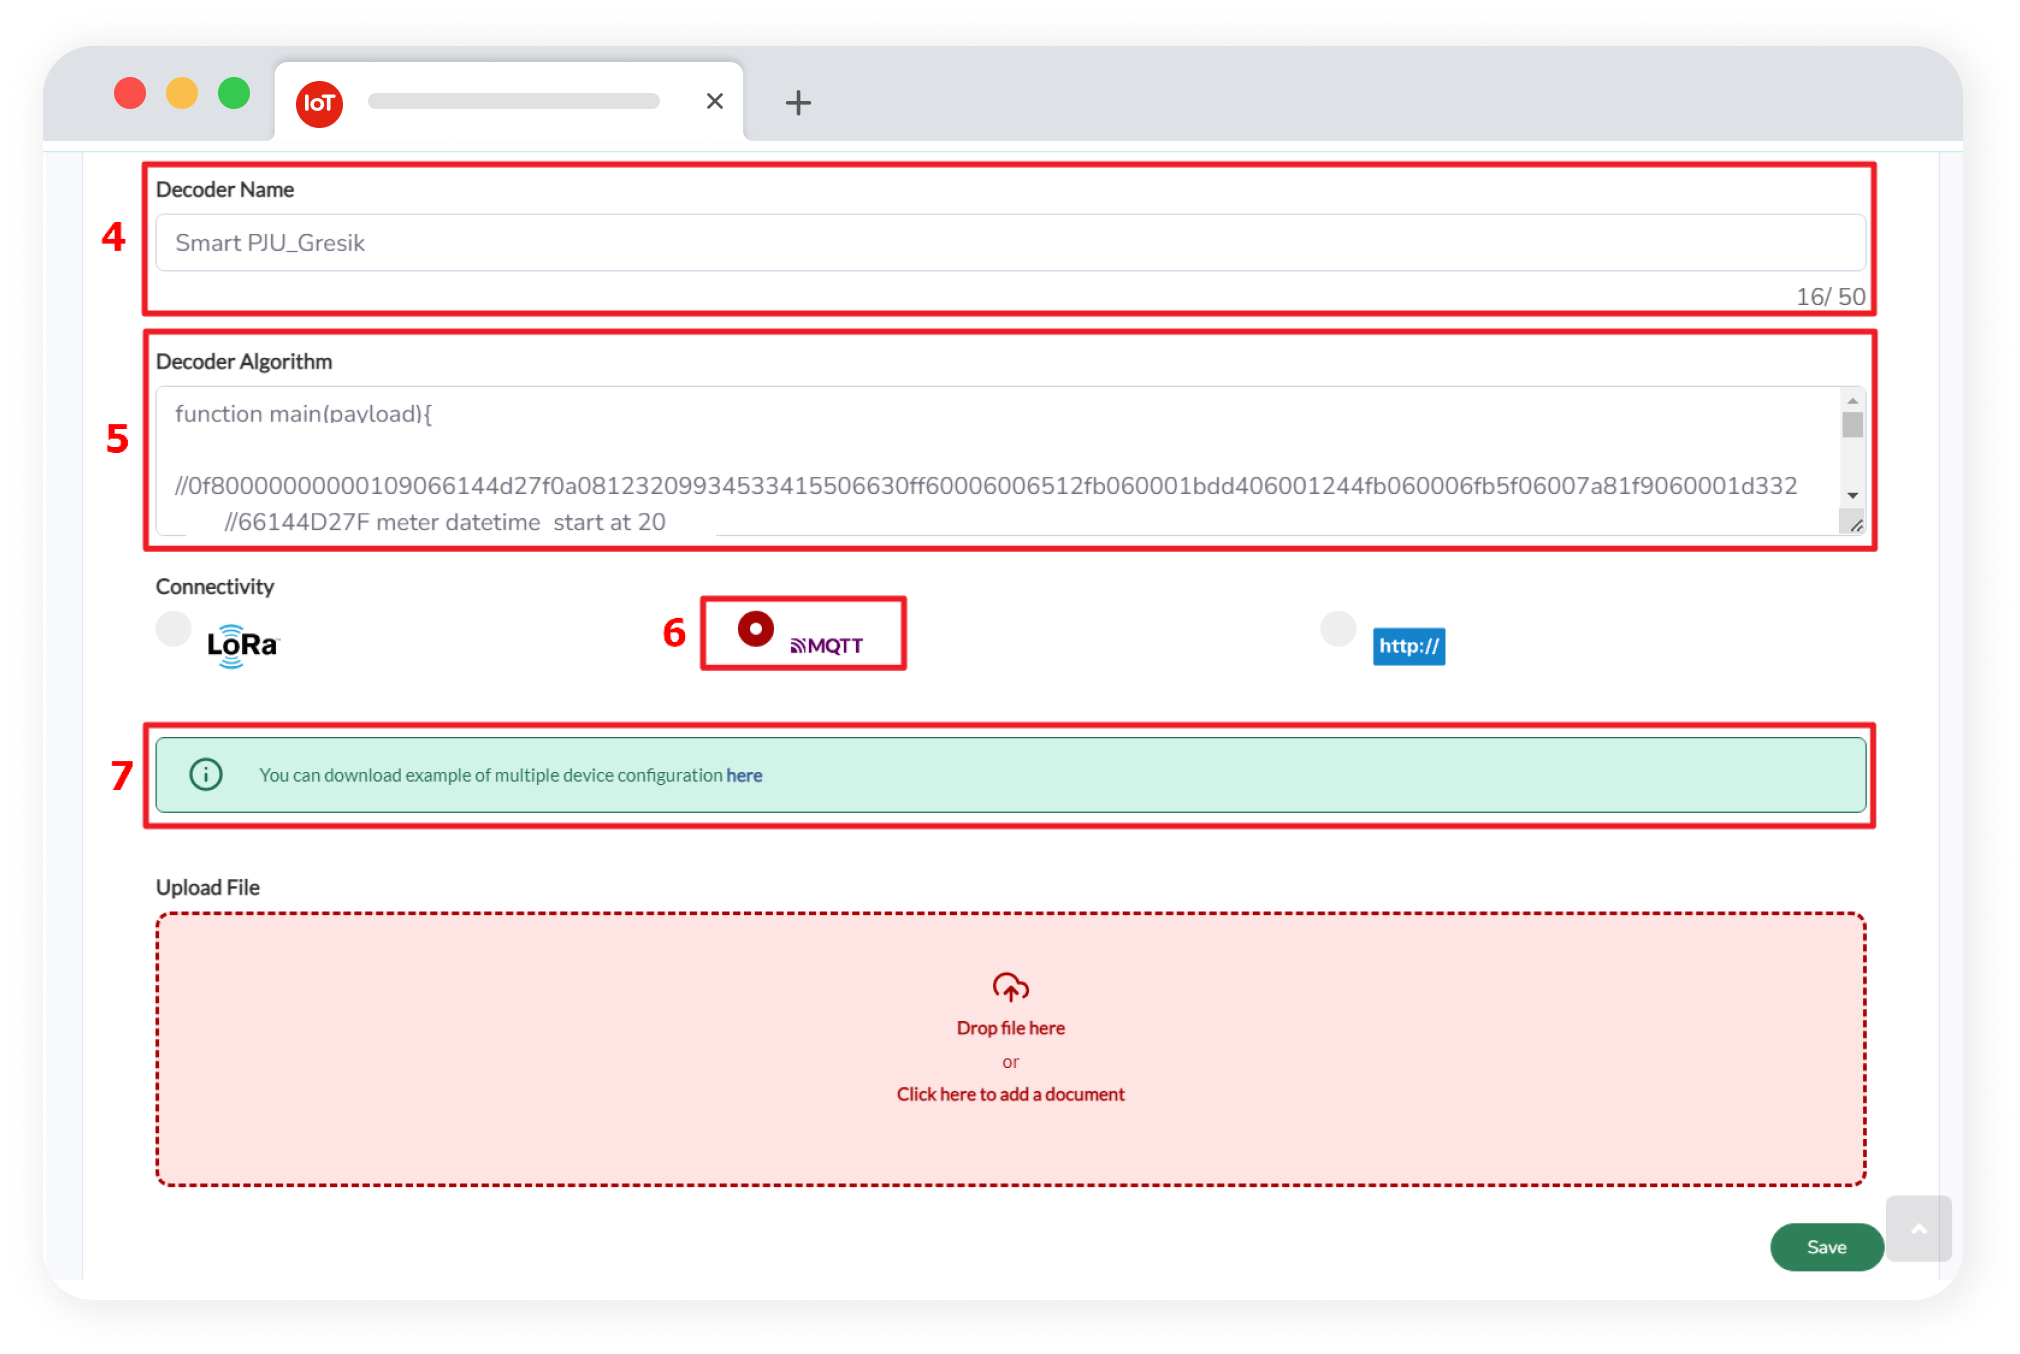 IoT
Decoder Name
4
Smart PJU_Gresik
16/ 50
Decoder Algorithm
function main(payload){
5
//0f80000000000109066144d27f0a08123209934533415506630ff60006006512fb060001bdd406001244fb060006fb5f06007a81f9060001d332
//66144D27F meter datetime  start at 20
Connectivity
LoRa
6
MQTT
http://
7
You can download example of multiple device configuration here
Upload File
Drop file here
or
Click here to add a document
Save